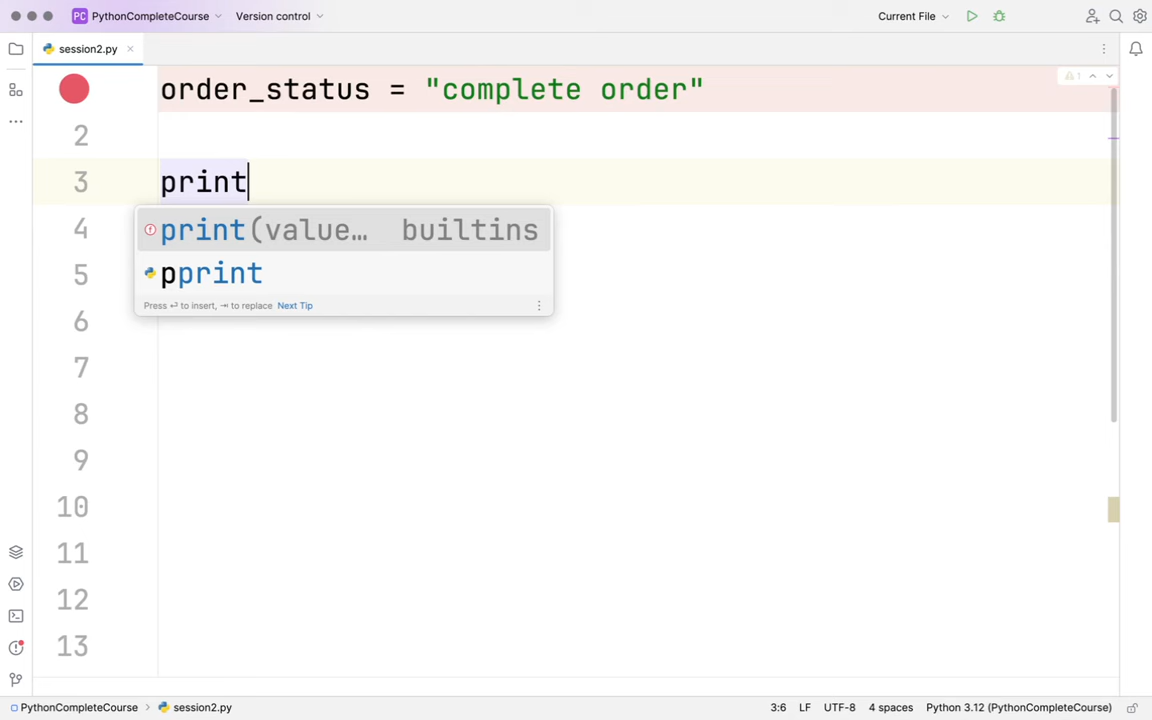 PC PythonCompleteCourse Version control Current File
session2.py
1
order_status = "complete order"
2
3 print
4 print(value... builtins
5 pprint
Press ⏎ to insert, ⇥ to replace Next Tip
6
7
8
9
10
11
12
13
PythonCompleteCourse > session2.py 3:6 LF UTF-8 4 spaces Python 3.12 (PythonCompleteCourse)